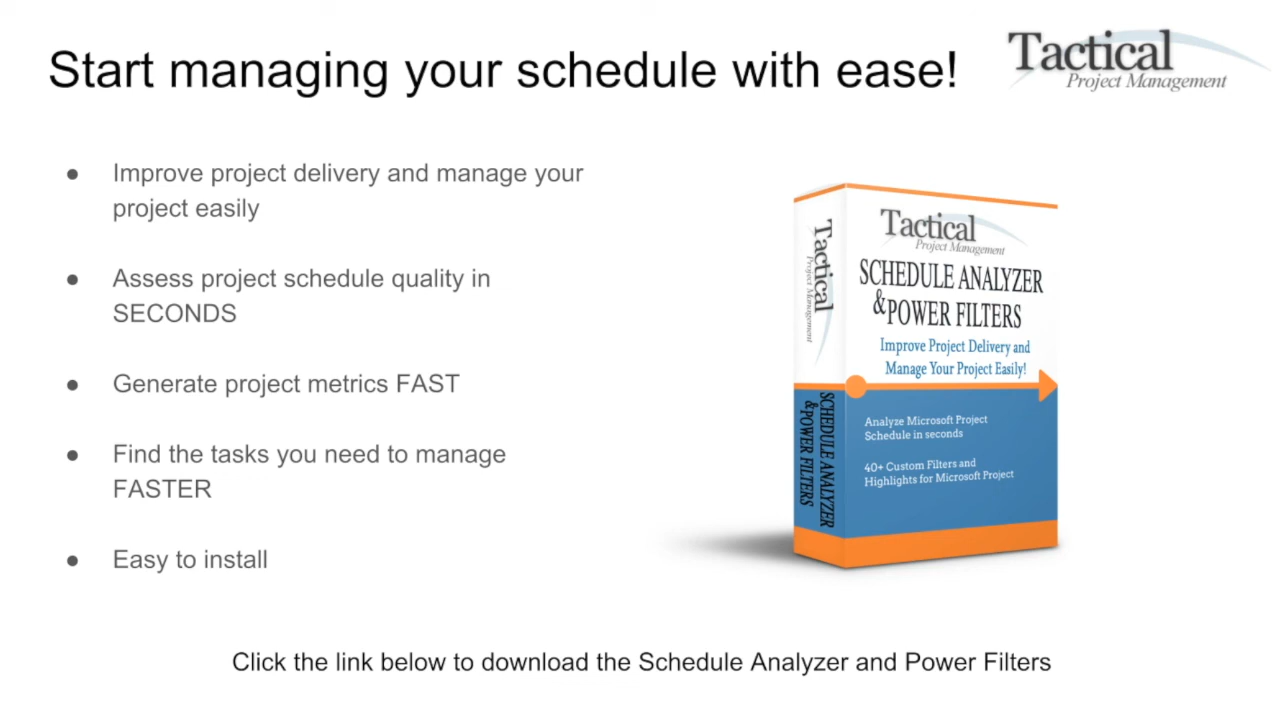 Start managing your schedule with ease!
Tactical
Project Management
● Improve project delivery and manage your
project easily
● Assess project schedule quality in
SECONDS
● Generate project metrics FAST
● Find the tasks you need to manage
FASTER
● Easy to install
Tactical
Project Management
SCHEDULE ANALYZER
&POWER FILTERS
Tactical
Project Management
SCHEDULE ANALYZER
&POWER FILTERS
Improve Project Delivery and
Manage Your Project Easily!
Analyze Microsoft Project
Schedule in seconds
40+ Custom Filters and
Highlights for Microsoft Project
Click the link below to download the Schedule Analyzer and Power Filters